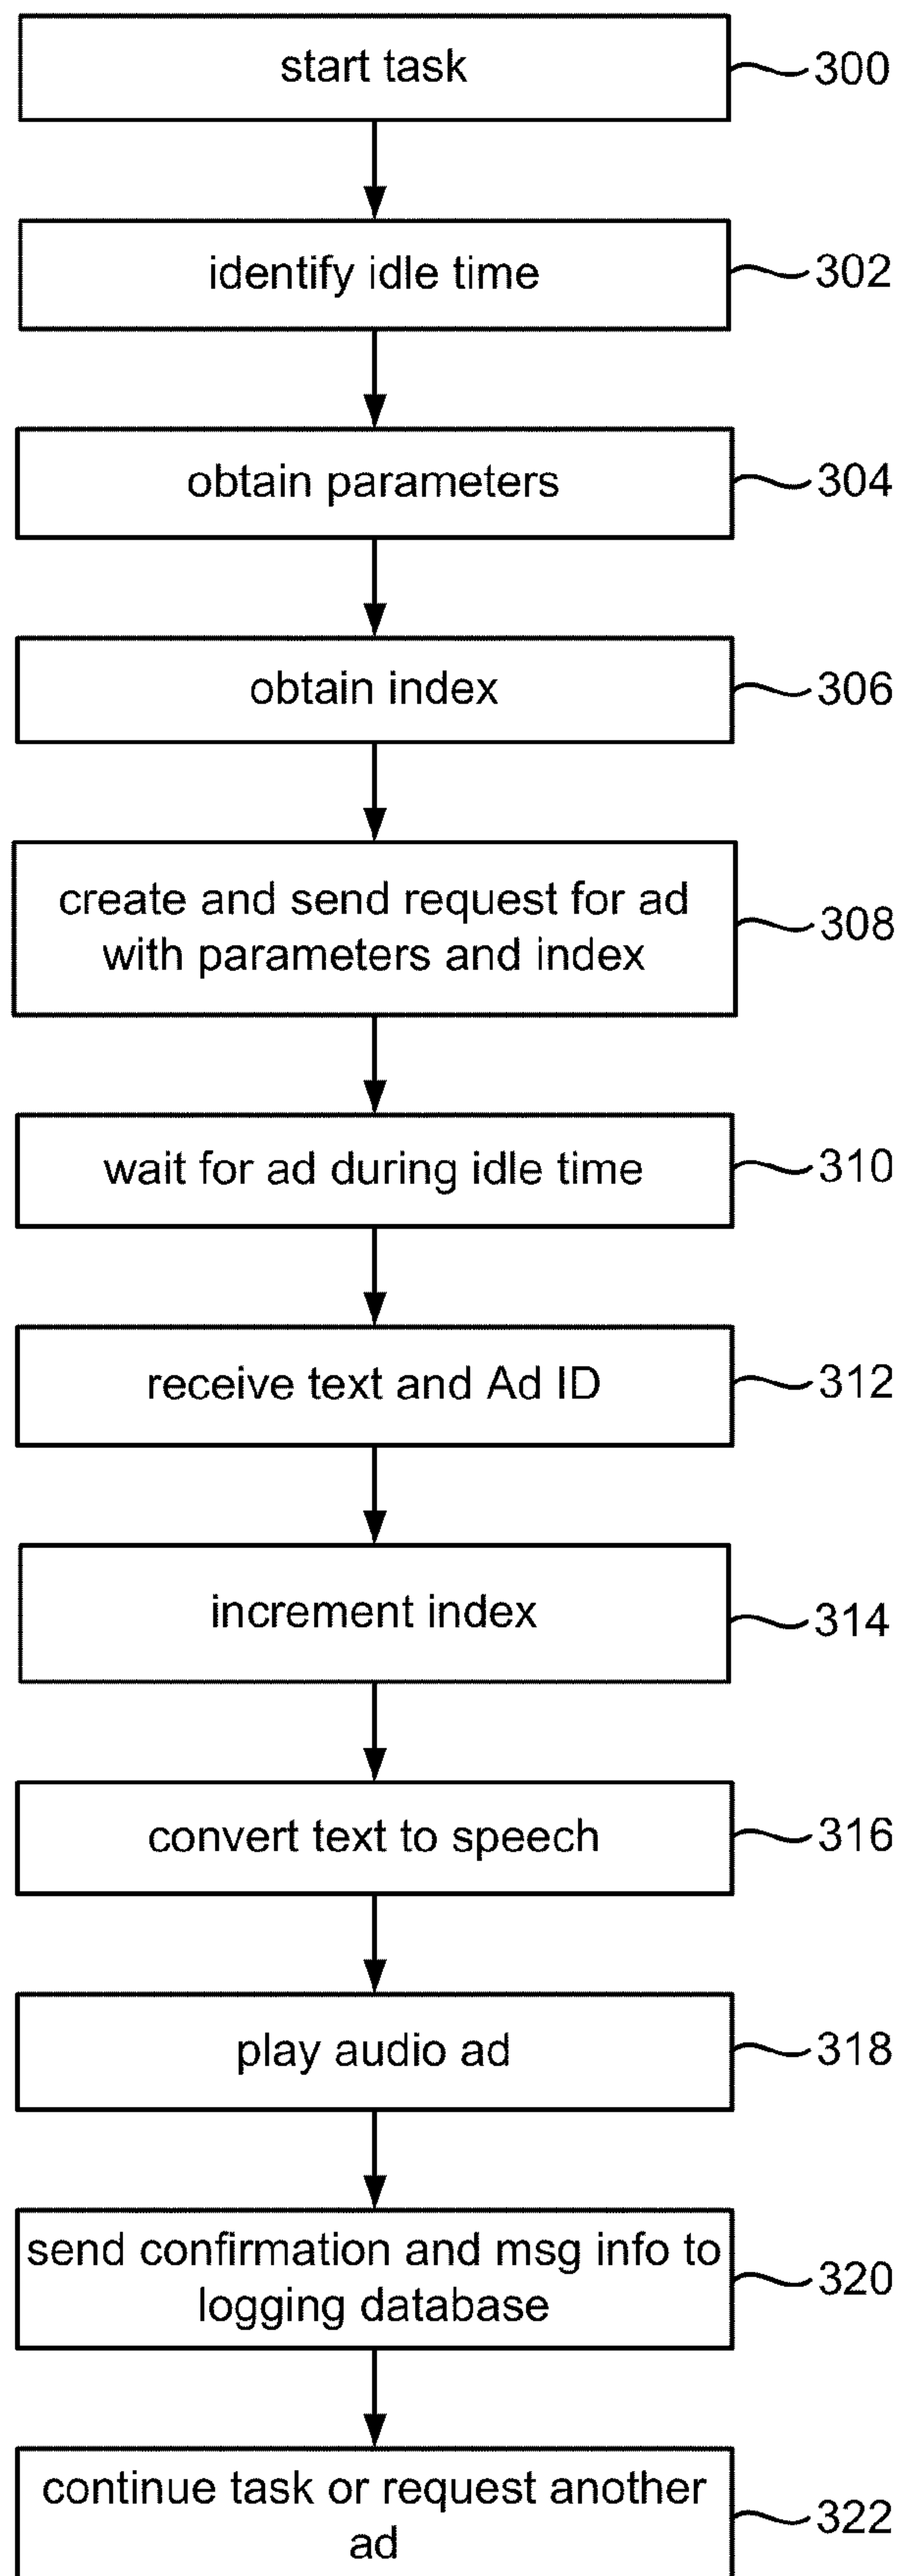 start task
300
identify idle time
302
obtain parameters
304
obtain index
306
create and send request for ad
with parameters and index
308
wait for ad during idle time
310
receive text and Ad ID
312
increment index
314
convert text to speech
316
play audio ad
318
send confirmation and msg info to
logging database
320
continue task or request another
ad
322